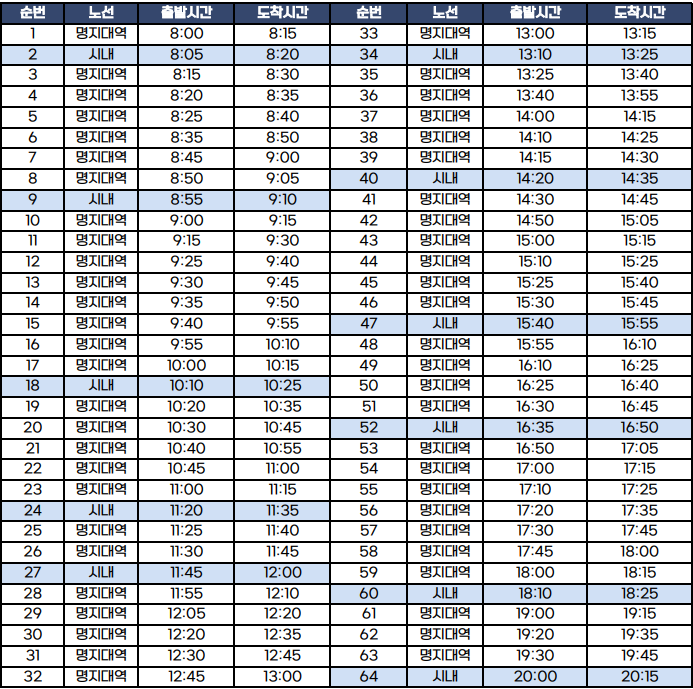 순번 노선 출발시간 도착시간 순번 노선 출발시간 도착시간
1 명지대역 8:00 8:15 33 명지대역 13:00 13:15
2 시내 8:05 8:20 34 시내 13:10 13:25
3 명지대역 8:15 8:30 35 명지대역 13:25 13:40
4 명지대역 8:20 8:35 36 명지대역 13:40 13:55
5 명지대역 8:25 8:40 37 명지대역 14:00 14:15
6 명지대역 8:35 8:50 38 명지대역 14:10 14:25
7 명지대역 8:45 9:00 39 명지대역 14:15 14:30
8 명지대역 8:50 9:05 40 시내 14:20 14:35
9 시내 8:55 9:10 41 명지대역 14:30 14:45
10 명지대역 9:00 9:15 42 명지대역 14:50 15:05
11 명지대역 9:15 9:30 43 명지대역 15:00 15:15
12 명지대역 9:25 9:40 44 명지대역 15:10 15:25
13 명지대역 9:30 9:45 45 명지대역 15:25 15:40
14 명지대역 9:35 9:50 46 명지대역 15:30 15:45
15 명지대역 9:40 9:55 47 시내 15:40 15:55
16 명지대역 9:55 10:10 48 명지대역 15:55 16:10
17 명지대역 10:00 10:15 49 명지대역 16:10 16:25
18 시내 10:10 10:25 50 명지대역 16:25 16:40
19 명지대역 10:20 10:35 51 명지대역 16:30 16:45
20 명지대역 10:30 10:45 52 시내 16:35 16:50
21 명지대역 10:40 10:55 53 명지대역 16:50 17:05
22 명지대역 10:45 11:00 54 명지대역 17:00 17:15
23 명지대역 11:00 11:15 55 명지대역 17:10 17:25
24 시내 11:20 11:35 56 명지대역 17:20 17:35
25 명지대역 11:25 11:40 57 명지대역 17:30 17:45
26 명지대역 11:30 11:45 58 명지대역 17:45 18:00
27 시내 11:45 12:00 59 명지대역 18:00 18:15
28 명지대역 11:55 12:10 60 시내 18:10 18:25
29 명지대역 12:05 12:20 61 명지대역 19:00 19:15
30 명지대역 12:20 12:35 62 명지대역 19:20 19:35
31 명지대역 12:30 12:45 63 명지대역 19:30 19:45
32 명지대역 12:45 13:00 64 시내 20:00 20:15